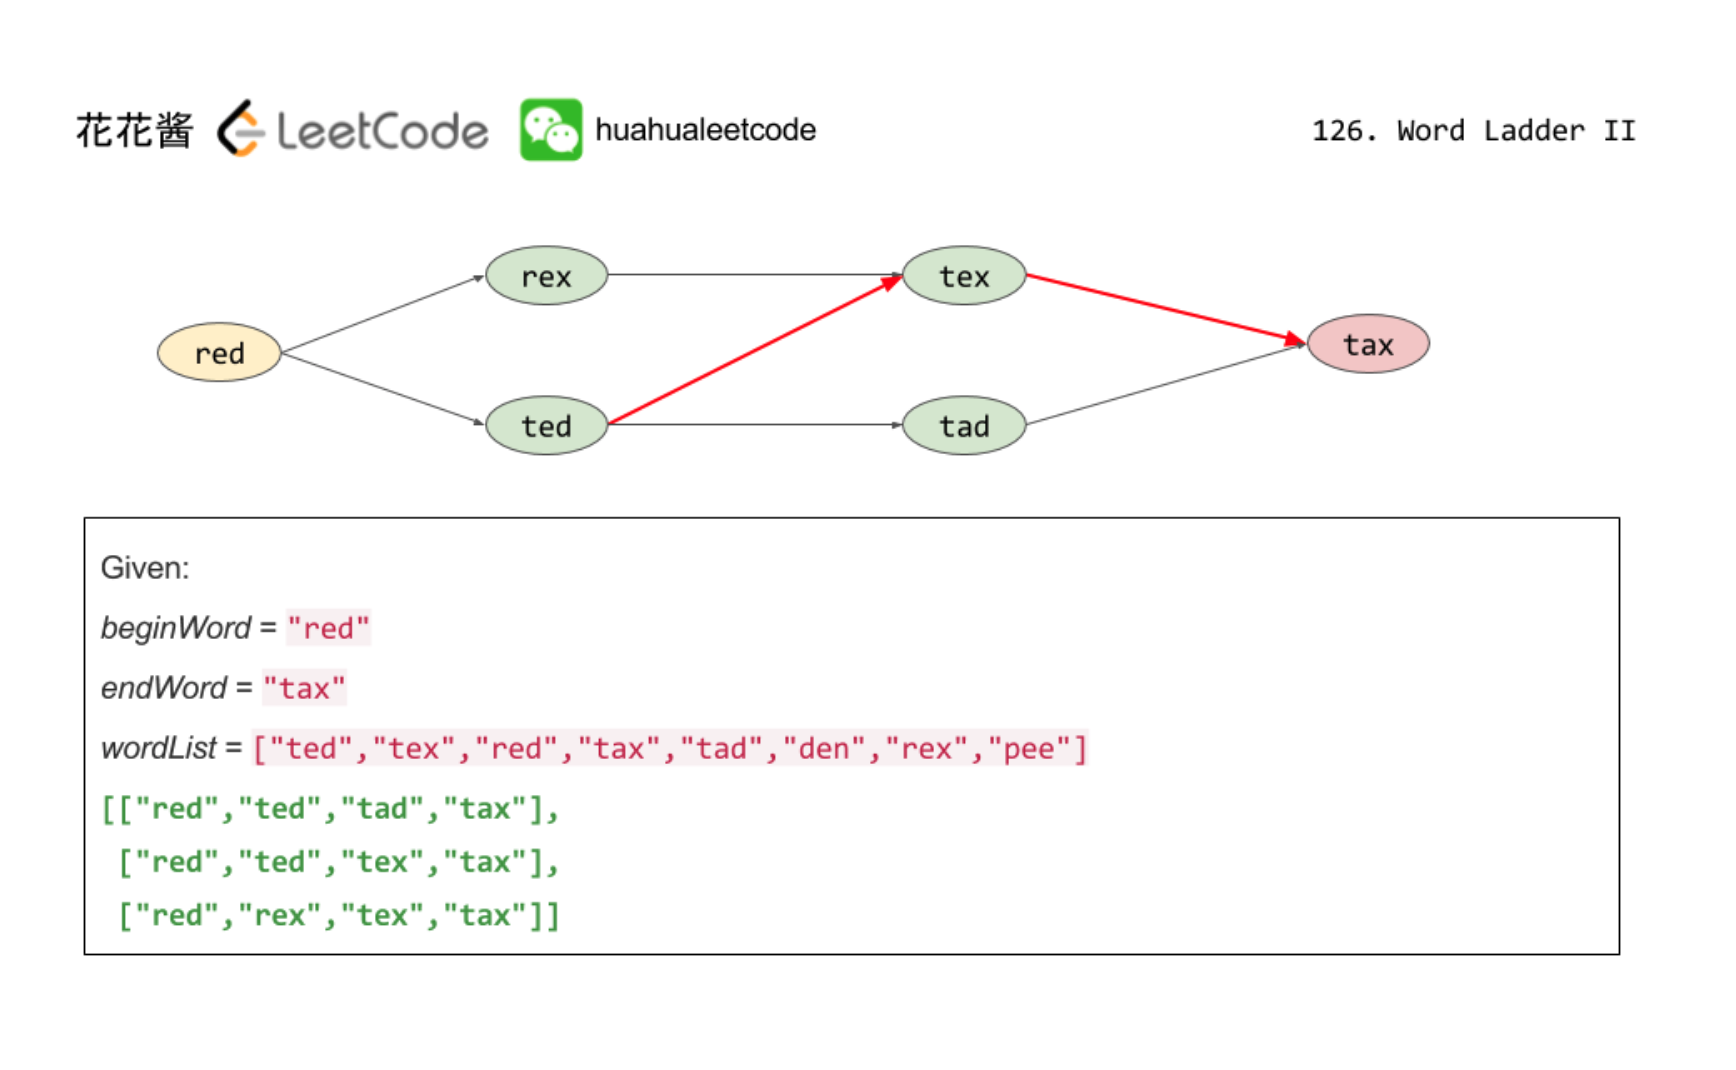 花花酱 LeetCode huahualeetcode 126. Word Ladder II
rex tex
red tax
ted tad
Given:
beginWord = "red"
endWord = "tax"
wordList = ["ted","tex","red","tax","tad","den","rex","pee"]
[["red","ted","tad","tax"],
["red","ted","tex","tax"],
["red","rex","tex","tax"]]